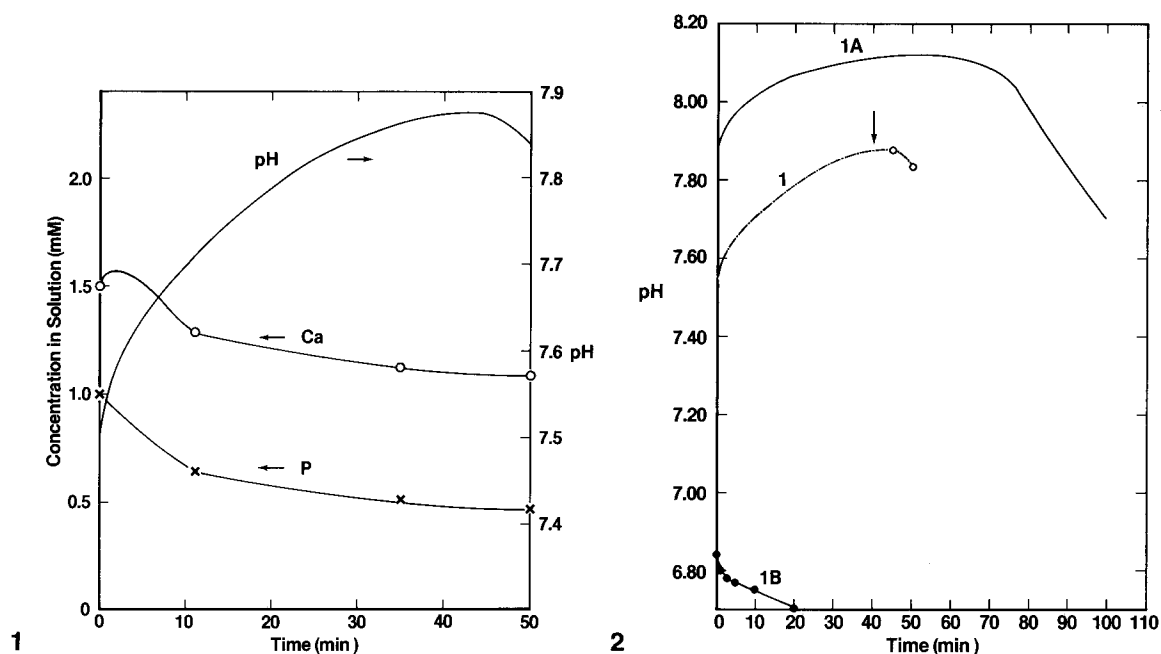 2.0
1.5
1.0
0.5
0
Concentration in Solution (mM)
pH
Ca
P
7.9
7.8
7.7
7.6
pH
7.5
7.4
0 10 20 30 40 50
Time (min)
1
8.20
8.00
7.80
7.60
pH
7.40
7.20
7.00
6.80
1A
1
1B
0 10 20 30 40 50 60 70 80 90 100 110
Time (min)
2